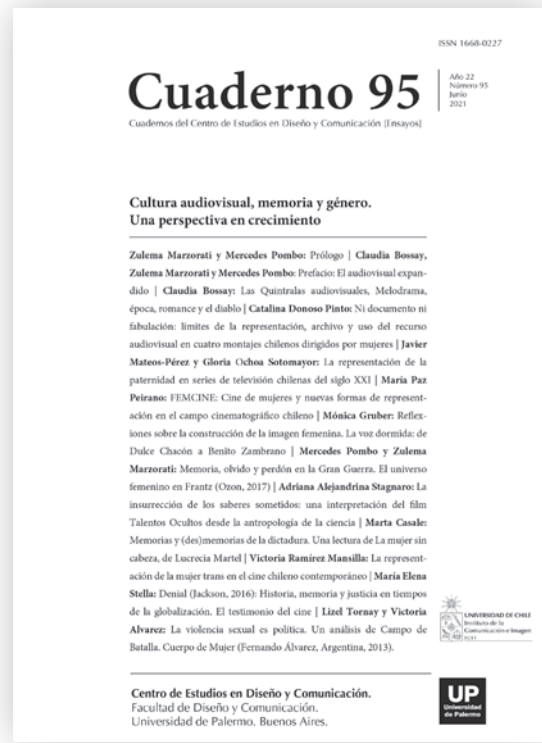 ISSN 1668-0227
Cuaderno 95
Año 22
Número 95
Junio
2021
Cuadernos del Centro de Estudios en Diseño y Comunicación [Ensayos]
Cultura audiovisual, memoria y género.
Una perspectiva en crecimiento
Zulema Marzorati y Mercedes Pombo: Prólogo | Claudia Bossay,
Zulema Marzorati y Mercedes Pombo: Prefacio: El audiovisual expan-
dido | Claudia Bossay: Las Quintralas audiovisuales, Melodrama,
época, romance y el diablo | Catalina Donoso Pinto: Ni documento ni
fabulación: límites de la representación, archivo y uso del recurso
audiovisual en cuatro montajes chilenos dirigidos por mujeres | Javier
Mateos-Pérez y Gloria Ochoa Sotomayor: La representación de la
paternidad en series de televisión chilenas del siglo XXI | María Paz
Peirano: FEMCINE: Cine de mujeres y nuevas formas de represent-
ación en el campo cinematográfico chileno | Mónica Gruber: Reflex-
iones sobre la construcción de la imagen femenina. La voz dormida: de
Dulce Chacón a Benito Zambrano | Mercedes Pombo y Zulema
Marzorati: Memoria, olvido y perdón en la Gran Guerra. El universo
femenino en Frantz (Ozon, 2017) | Adriana Alejandrina Stagnaro: La
insurrección de los saberes sometidos: una interpretación del film
Talentos Ocultos desde la antropología de la ciencia | Marta Casale:
Memorias y (des)memorias de la dictadura. Una lectura de La mujer sin
cabeza, de Lucrecia Martel | Victoria Ramírez Mansilla: La represent-
ación de la mujer trans en el cine chileno contemporáneo | María Elena
Stella: Denial (Jackson, 2016): Historia, memoria y justicia en tiempos
de la globalización. El testimonio del cine | Lizel Tornay y Victoria
Alvarez: La violencia sexual es política. Un análisis de Campo de
Batalla. Cuerpo de Mujer (Fernando Álvarez, Argentina, 2013).
UNIVERSIDAD DE CHILE
Instituto de la
Comunicación e Imagen
Centro de Estudios en Diseño y Comunicación.
Facultad de Diseño y Comunicación.
Universidad de Palermo. Buenos Aires.
UP
Universidad
de Palermo